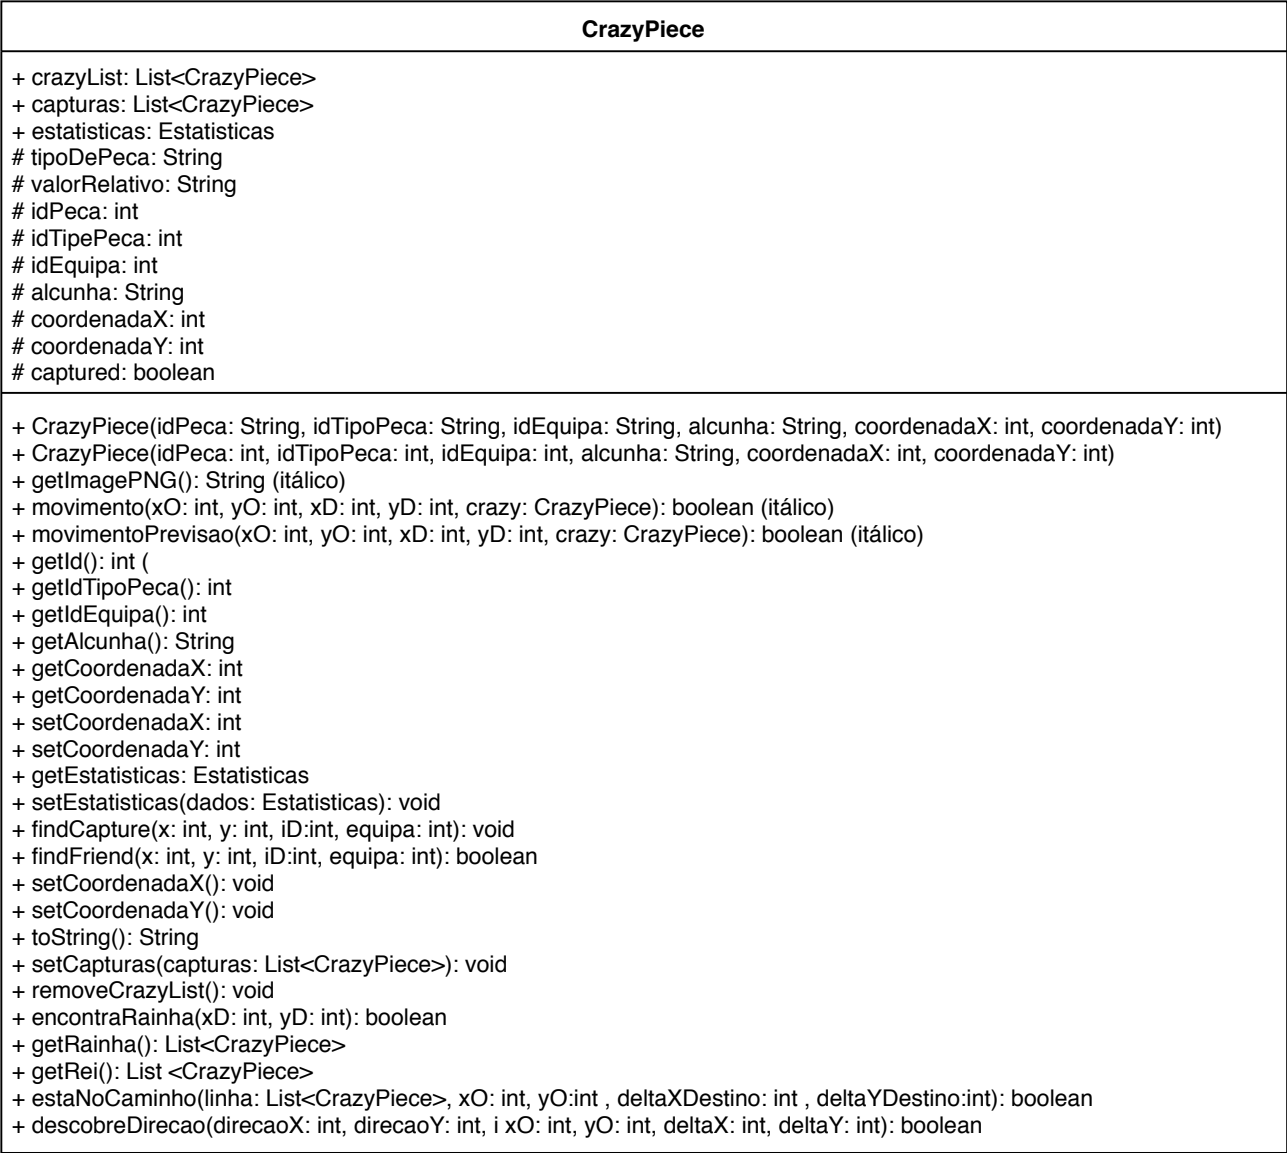 CrazyPiece
+ crazyList: List<CrazyPiece>
+ capturas: List<CrazyPiece>
+ estatisticas: Estatisticas
# tipoDePeca: String
# valorRelativo: String
# idPeca: int
# idTipePeca: int
# idEquipa: int
# alcunha: String
# coordenadaX: int
# coordenadaY: int
# captured: boolean
+ CrazyPiece(idPeca: String, idTipoPeca: String, idEquipa: String, alcunha: String, coordenadaX: int, coordenadaY: int)
+ CrazyPiece(idPeca: int, idTipoPeca: int, idEquipa: int, alcunha: String, coordenadaX: int, coordenadaY: int)
+ getImagePNG(): String (itálico)
+ movimento(xO: int, yO: int, xD: int, yD: int, crazy: CrazyPiece): boolean (itálico)
+ movimentoPrevisao(xO: int, yO: int, xD: int, yD: int, crazy: CrazyPiece): boolean (itálico)
+ getId(): int (
+ getIdTipoPeca(): int
+ getIdEquipa(): int
+ getAlcunha(): String
+ getCoordenadaX: int
+ getCoordenadaY: int
+ setCoordenadaX: int
+ setCoordenadaY: int
+ getEstatisticas: Estatisticas
+ setEstatisticas(dados: Estatisticas): void
+ findCapture(x: int, y: int, iD:int, equipa: int): void
+ findFriend(x: int, y: int, iD:int, equipa: int): boolean
+ setCoordenadaX(): void
+ setCoordenadaY(): void
+ toString(): String
+ setCapturas(capturas: List<CrazyPiece>): void
+ removeCrazyList(): void
+ encontraRainha(xD: int, yD: int): boolean
+ getRainha(): List<CrazyPiece>
+ getRei(): List <CrazyPiece>
+ estaNoCaminho(linha: List<CrazyPiece>, xO: int, yO:int , deltaXDestino: int , deltaYDestino:int): boolean
+ descobreDirecao(direcaoX: int, direcaoY: int, i xO: int, yO: int, deltaX: int, deltaY: int): boolean